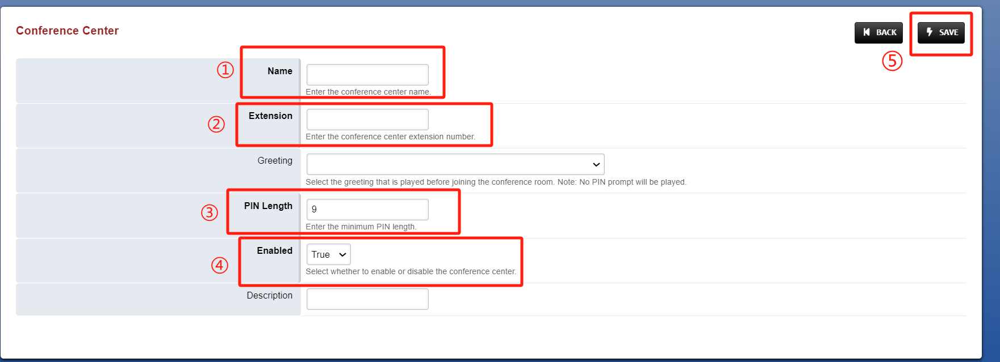 Conference Center
BACK
SAVE
⑤
① Name
Enter the conference center name.
② Extension
Enter the conference center extension number.
Greeting
Select the greeting that is played before joining the conference room. Note: No PIN prompt will be played.
③ PIN Length 9
Enter the minimum PIN length.
④ Enabled True
Select whether to enable or disable the conference center.
Description